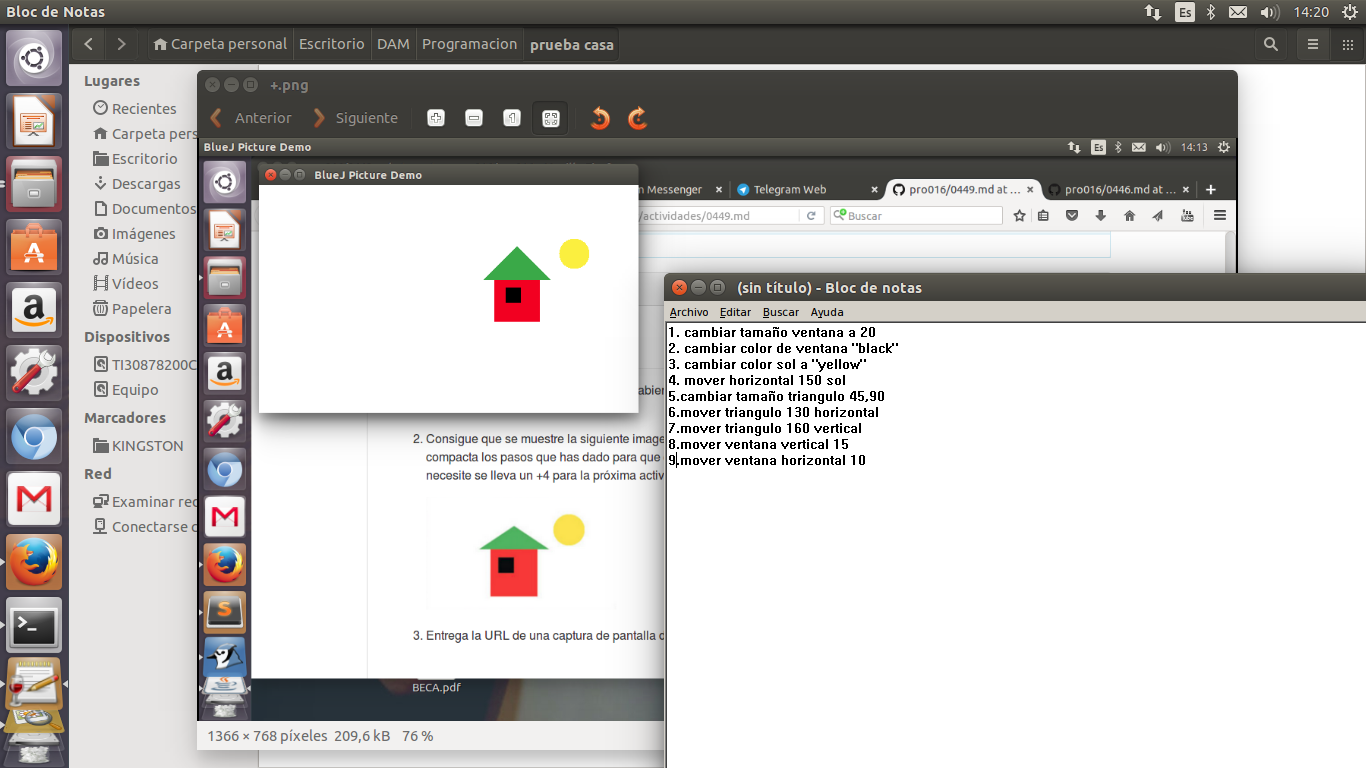 Bloc de Notas
Es
14:20
Carpeta personal
Escritorio
DAM
Programacion
prueba casa
Lugares
Recientes
Carpeta pers
Escritorio
Descargas
Documentos
Imágenes
Música
Vídeos
Papelera
Dispositivos
TI30878200C
Equipo
Marcadores
KINGSTON
Red
Examinar red
Conectarse c
+.png
Anterior
Siguiente
BlueJ Picture Demo
Es
14:13
BlueJ Picture Demo
n Messenger
Telegram Web
pro016/0449.md at ...
pro016/0446.md at ...
/actividades/0449.md
Buscar
abier
2. Consigue que se muestre la siguiente image
compacta los pasos que has dado para que
necesite se lleva un +4 para la próxima activ
3. Entrega la URL de una captura de pantalla d
BECA.pdf
1366 × 768 píxeles 209,6 kB 76 %
(sin título) - Bloc de notas
Archivo Editar Buscar Ayuda
1. cambiar tamaño ventana a 20
2. cambiar color de ventana "black"
3. cambiar color sol a "yellow"
4. mover horizontal 150 sol
5.cambiar tamaño triangulo 45,90
6.mover triangulo 130 horizontal
7.mover triangulo 160 vertical
8.mover ventana vertical 15
9.mover ventana horizontal 10